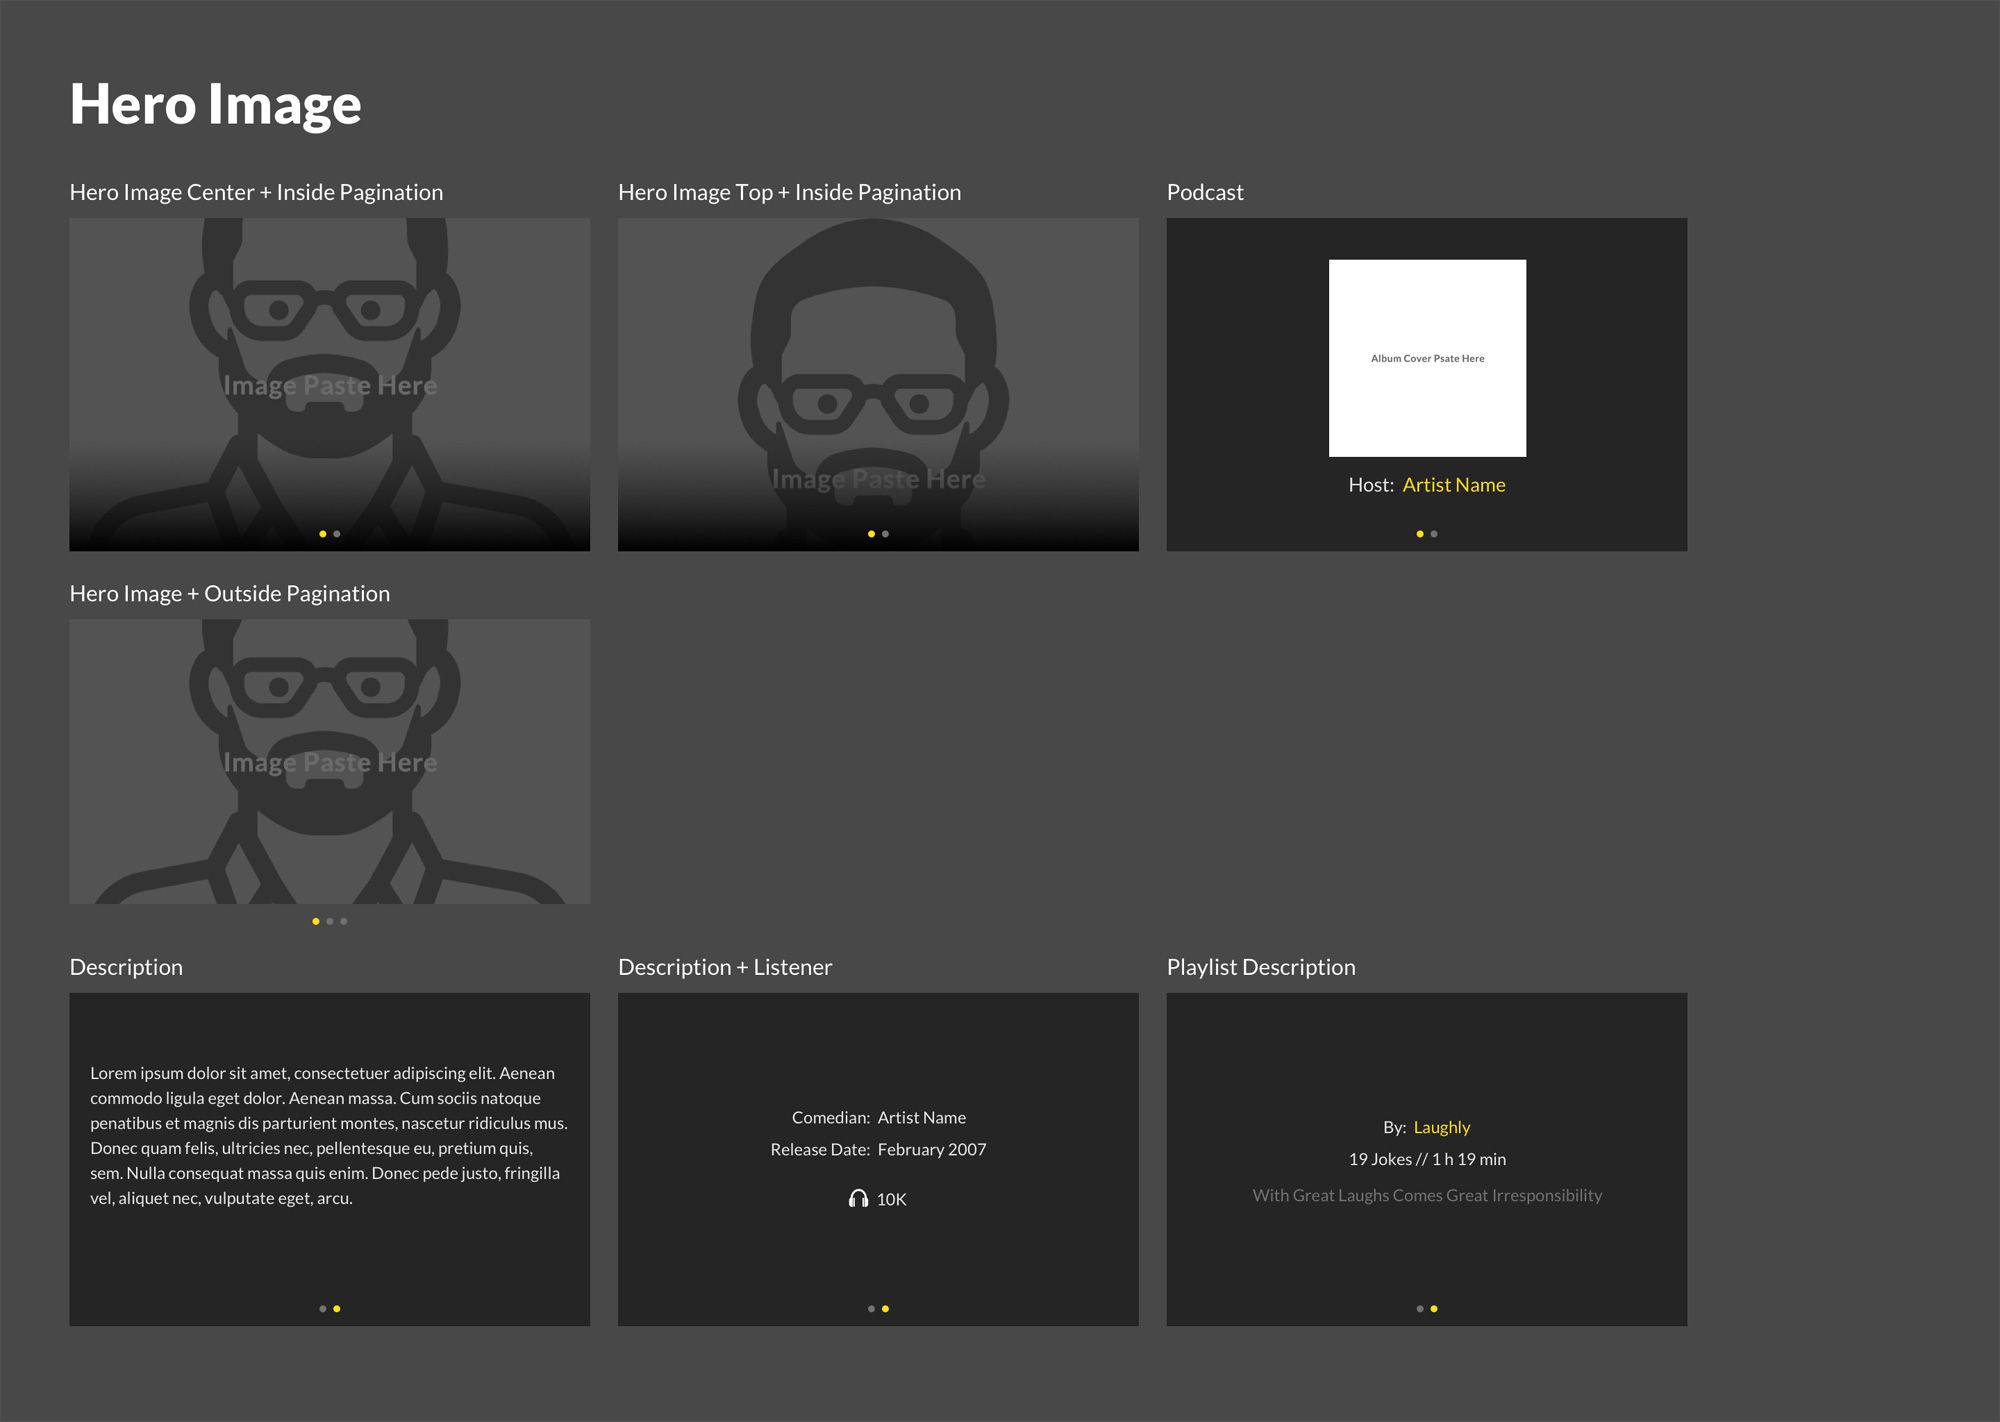 Hero Image
Hero Image Center + Inside Pagination
Image Paste Here
Hero Image Top + Inside Pagination
Image Paste Here
Podcast
Album Cover Psate Here
Host: Artist Name
Hero Image + Outside Pagination
Image Paste Here
Description
Lorem ipsum dolor sit amet, consectetuer adipiscing elit. Aenean
commodo ligula eget dolor. Aenean massa. Cum sociis natoque
penatibus et magnis dis parturient montes, nascetur ridiculus mus.
Donec quam felis, ultricies nec, pellentesque eu, pretium quis,
sem. Nulla consequat massa quis enim. Donec pede justo, fringilla
vel, aliquet nec, vulputate eget, arcu.
Description + Listener
Comedian: Artist Name
Release Date: February 2007
10K
Playlist Description
By: Laughly
19 Jokes // 1 h 19 min
With Great Laughs Comes Great Irresponsibility